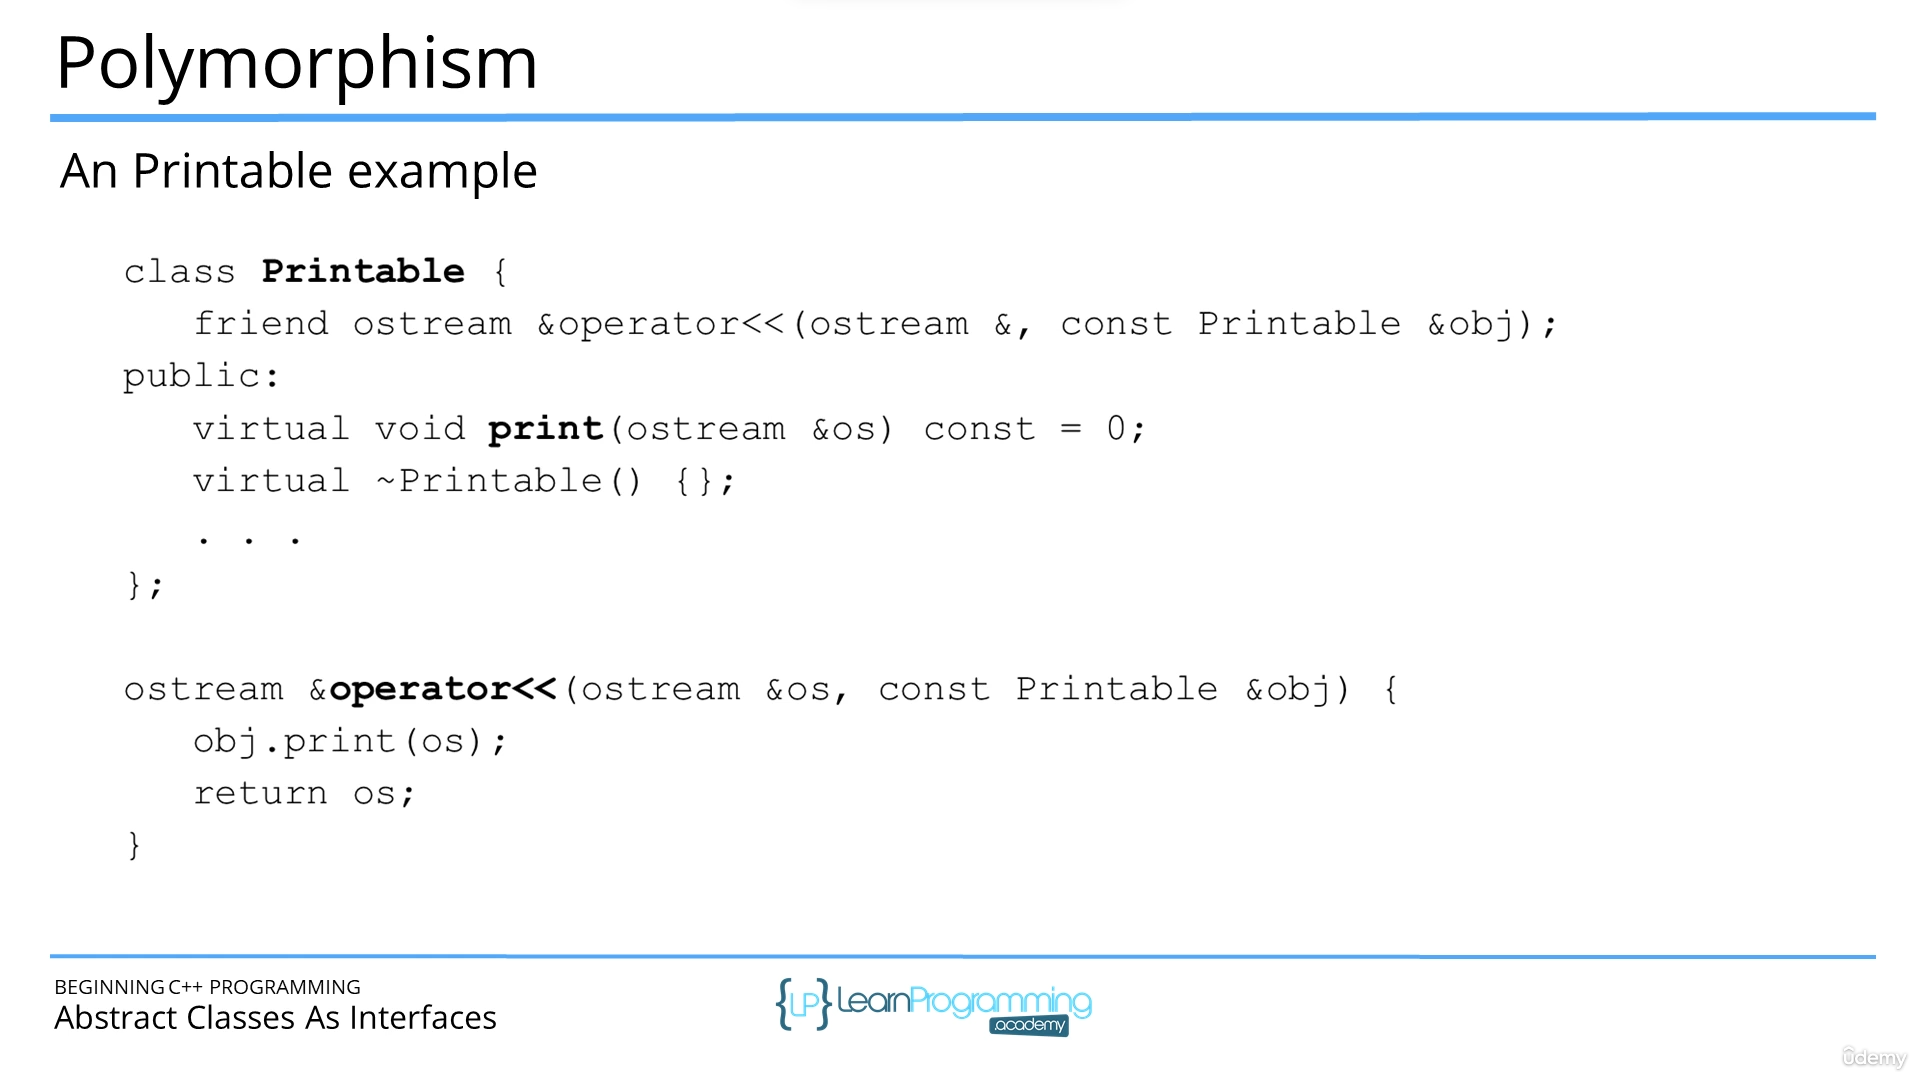 Polymorphism
An Printable example
class Printable {
friend ostream &operator<<(ostream &, const Printable &obj);
public:
virtual void print(ostream &os) const = 0;
virtual ~Printable() {};
. . .
};
ostream &operator<<(ostream &os, const Printable &obj) {
obj.print(os);
return os;
}
BEGINNING C++ PROGRAMMING
Abstract Classes As Interfaces
{LP} LearnProgramming
.academy
ûdemy